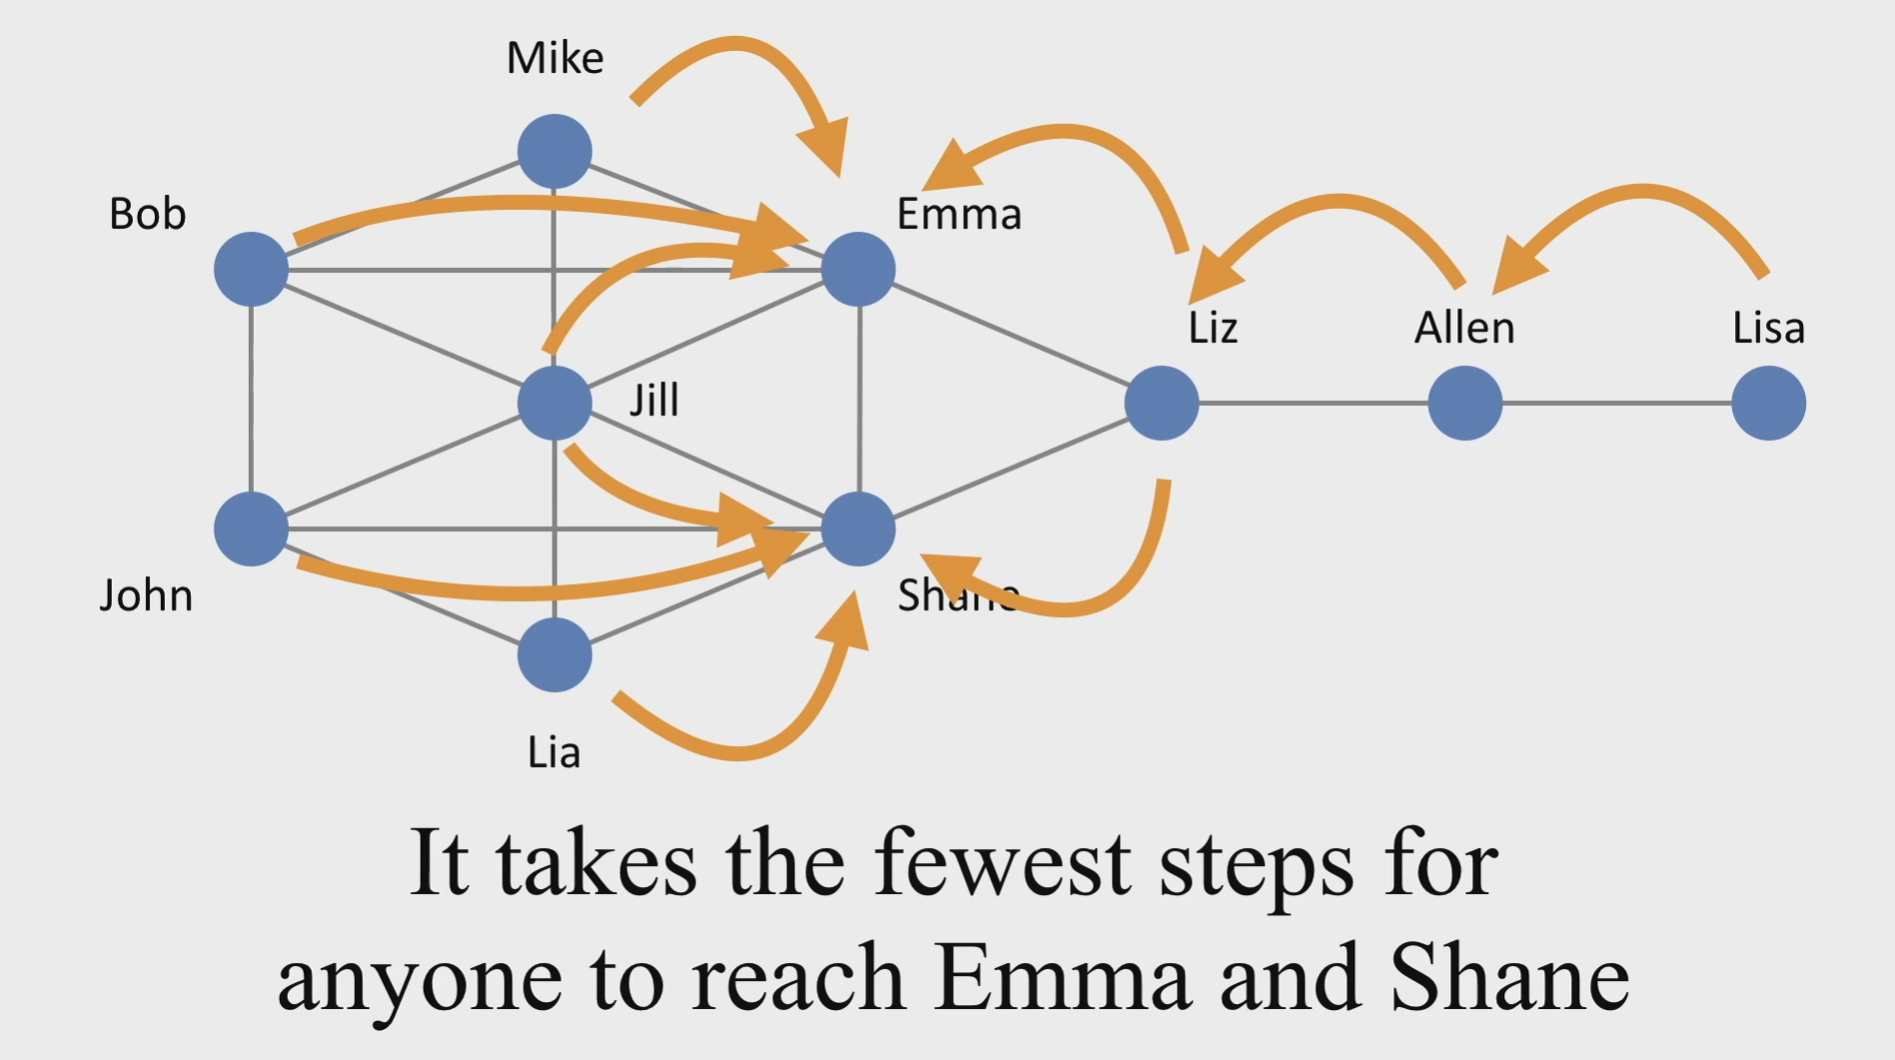 Mike
Bob
Emma
Liz
Allen
Lisa
Jill
John
Shane
Lia
It takes the fewest steps for
anyone to reach Emma and Shane